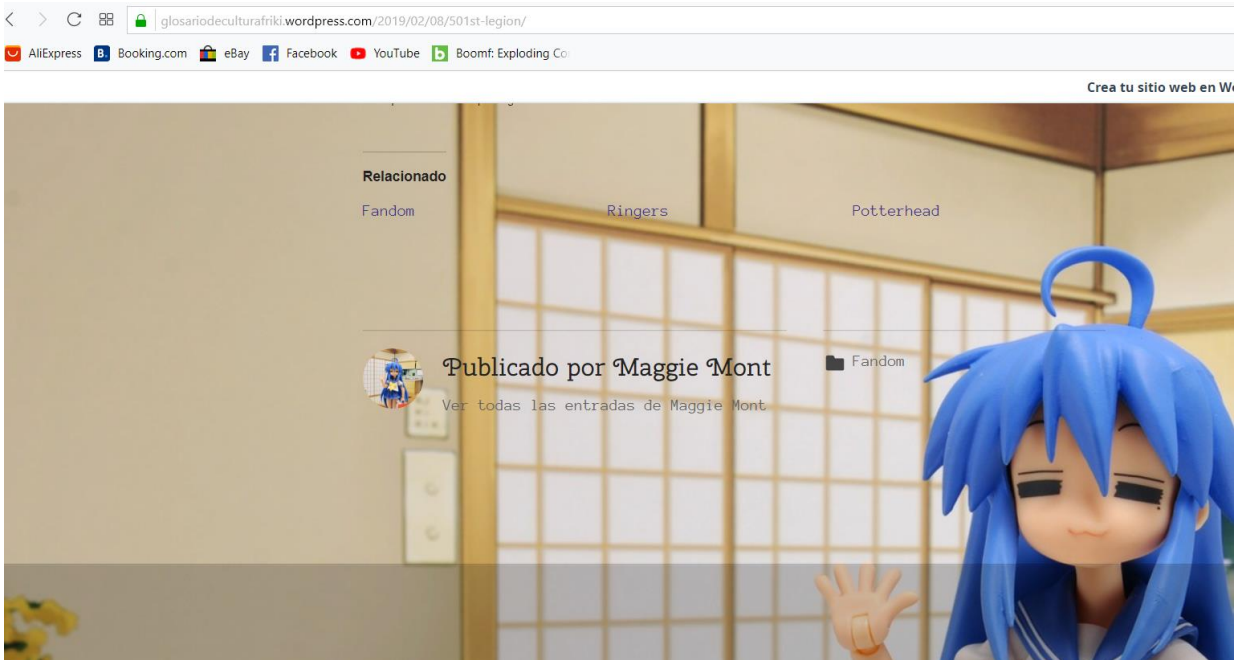 glosariodeculturafriki.wordpress.com/2019/02/08/501st-legion/
AliExpress B. Booking.com eBay Facebook YouTube b Boomf: Exploding Co
Crea tu sitio web en We
Relacionado
Fandom Ringers Potterhead
Publicado por Maggie Mont Fandom
Ver todas las entradas de Maggie Mont